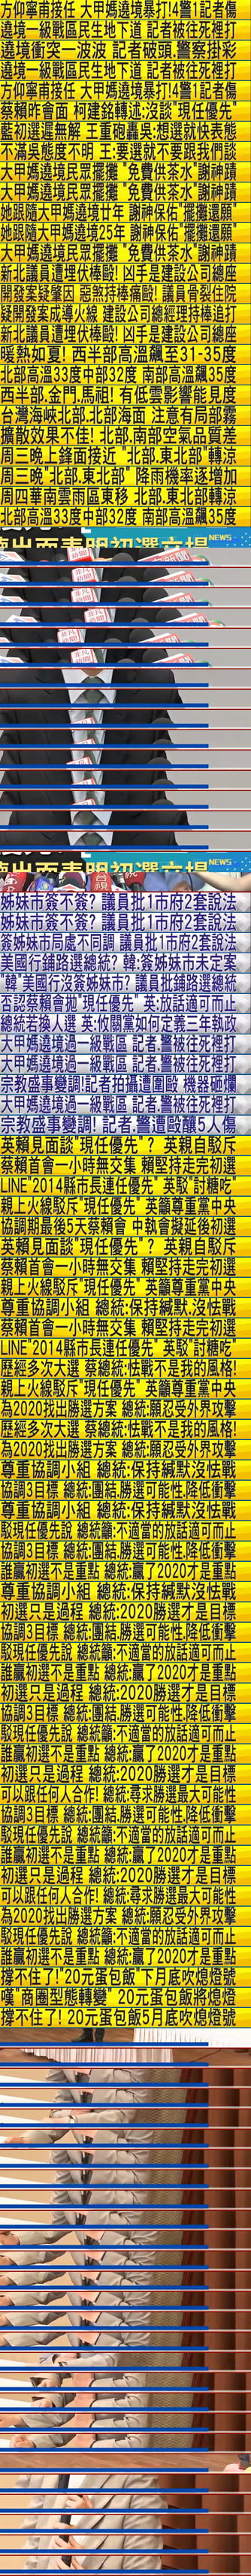 方仰寧甫接任 大甲媽遶境暴打!4警1記者傷
遶境一級戰區民生地下道 記者被往死裡打
遶境衝突一波波 記者破頭.警察掛彩
遶境一級戰區民生地下道 記者被往死裡打
方仰寧甫接任 大甲媽遶境暴打!4警1記者傷
蔡賴昨會面 柯建銘轉述:沒談"現任優先"
藍初選遲無解 王重砲轟吳:想選就快表態
不滿吳態度不明 王:要選就不要跟我們談
大甲媽遶境民眾擺攤 "免費供茶水"謝神蹟
大甲媽遶境民眾擺攤 "免費供茶水"謝神蹟
她跟隨大甲媽遶境廿年 謝神保佑"擺攤還願"
她跟隨大甲媽遶境25年 謝神保佑"擺攤還願"
大甲媽遶境民眾擺攤 "免費供茶水"謝神蹟
新北議員遭埋伏棒毆! 凶手是建設公司總座
開發案疑肇因 惡煞持棒痛毆! 議員骨裂住院
疑開發案成導火線 建設公司總經理持棒追打
新北議員遭埋伏棒毆! 凶手是建設公司總座
暖熱如夏! 西半部高溫飆至31-35度
北部高溫33度中部32度 南部高溫飆35度
西半部.金門.馬祖! 有低雲影響能見度
台灣海峽北部.北部海面 注意有局部霧
擴散效果不佳! 北部.南部空氣品質差
周三晚上鋒面接近 "北部.東北部"轉涼
周三晚"北部.東北部" 降雨機率逐增加
周四華南雲雨區東移 北部.東北部轉涼
北部高溫33度中部32度 南部高溫飆35度
NEWS
NEWS
姊妹市簽不簽? 議員批1市府2套說法
姊妹市簽不簽? 議員批1市府2套說法
簽姊妹市局處不同調 議員批1市府2套說法
美國行鋪路選總統? 韓:簽姊妹市未定案
"韓"美國行沒簽姊妹市? 議員批鋪路選總統
否認蔡賴會拋"現任優先" 英:放話適可而止
總統若換人選 英:攸關黨如何定義三年執政
大甲媽遶境過一級戰區 記者.警被往死裡打
大甲媽遶境過一級戰區 記者.警被往死裡打
宗教盛事變調!記者拍攝遭圍毆 機器砸爛
大甲媽遶境過一級戰區 記者.警被往死裡打
宗教盛事變調! 記者.警遭毆釀5人傷
英賴見面談"現任優先"? 英親自駁斥
蔡賴首會一小時無交集 賴堅持走完初選
LINE"2014縣市長連任優先" 英駁"討糖吃"
親上火線駁斥"現任優先" 英籲尊重黨中央
協調期最後5天蔡賴會 中執會擬延後初選
英賴見面談"現任優先"? 英親自駁斥
蔡賴首會一小時無交集 賴堅持走完初選
親上火線駁斥"現任優先" 英籲尊重黨中央
尊重協調小組 總統:保持緘默.沒怯戰
蔡賴首會一小時無交集 賴堅持走完初選
LINE"2014縣市長連任優先" 英駁"討糖吃"
歷經多次大選 蔡總統:怯戰不是我的風格!
親上火線駁斥"現任優先" 英籲尊重黨中央
為2020找出勝選方案 總統:願忍受外界攻擊
歷經多次大選 蔡總統:怯戰不是我的風格!
為2020找出勝選方案 總統:願忍受外界攻擊
尊重協調小組 總統:保持緘默沒怯戰
協調3目標 總統:團結.勝選可能性.降低衝擊
尊重協調小組 總統:保持緘默沒怯戰
駁現任優先說 總統籲:不適當的放話適可而止
協調3目標 總統:團結.勝選可能性.降低衝擊
誰贏初選不是重點 總統:贏了2020才是重點
尊重協調小組 總統:保持緘默沒怯戰
初選只是過程 總統:2020勝選才是目標
協調3目標 總統:團結.勝選可能性.降低衝擊
駁現任優先說 總統籲:不適當的放話適可而止
誰贏初選不是重點 總統:贏了2020才是重點
初選只是過程 總統:2020勝選才是目標
協調3目標 總統:團結.勝選可能性.降低衝擊
駁現任優先說 總統籲:不適當的放話適可而止
誰贏初選不是重點 總統:贏了2020才是重點
初選只是過程 總統:2020勝選才是目標
可以跟任何人合作! 總統:尋求勝選最大可能性
協調3目標 總統:團結.勝選可能性.降低衝擊
駁現任優先說 總統籲:不適當的放話適可而止
誰贏初選不是重點 總統:贏了2020才是重點
初選只是過程 總統:2020勝選才是目標
可以跟任何人合作! 總統:尋求勝選最大可能性
為2020找出勝選方案 總統:願忍受外界攻擊
駁現任優先說 總統籲:不適當的放話適可而止
誰贏初選不是重點 總統:贏了2020才是重點
撐不住了!"20元蛋包飯"下月底吹熄燈號
嘆"商圈型態轉變" 20元蛋包飯將熄燈
撐不住了! 20元蛋包飯5月底吹熄燈號